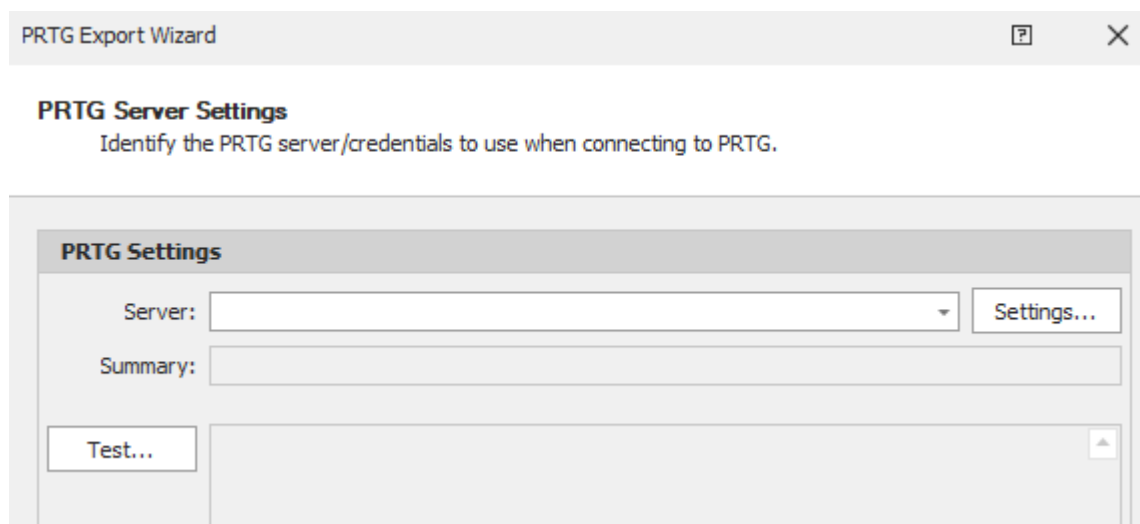 PRTG Export Wizard
PRTG Server Settings
Identify the PRTG server/credentials to use when connecting to PRTG.
PRTG Settings
Server:
Settings...
Summary:
Test...